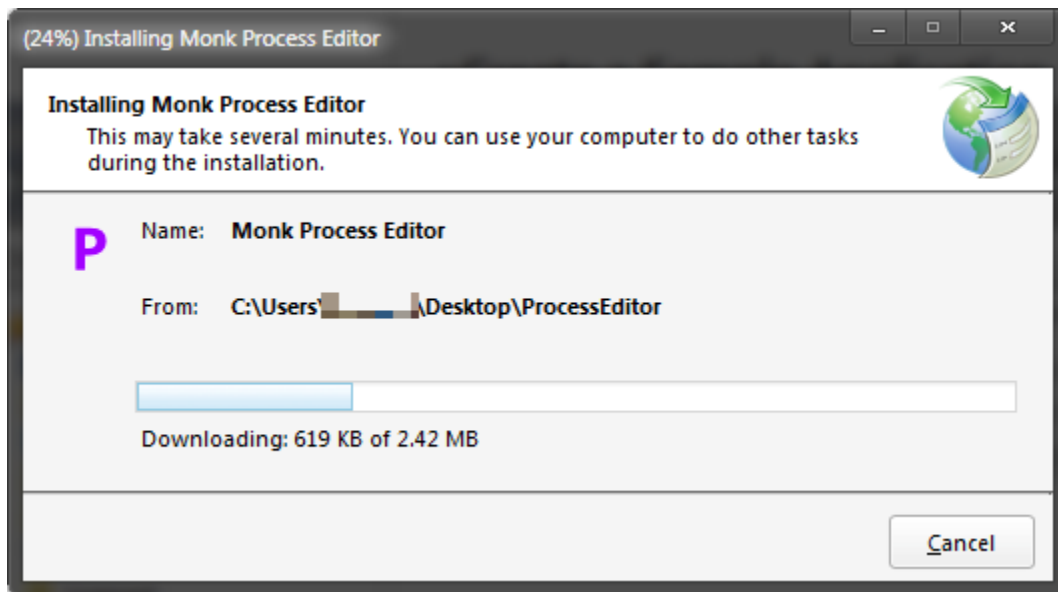 (24%) Installing Monk Process Editor
Installing Monk Process Editor
This may take several minutes. You can use your computer to do other tasks
during the installation.
P
Name: Monk Process Editor
From: C:\Users\ \Desktop\ProcessEditor
Downloading: 619 KB of 2.42 MB
Cancel